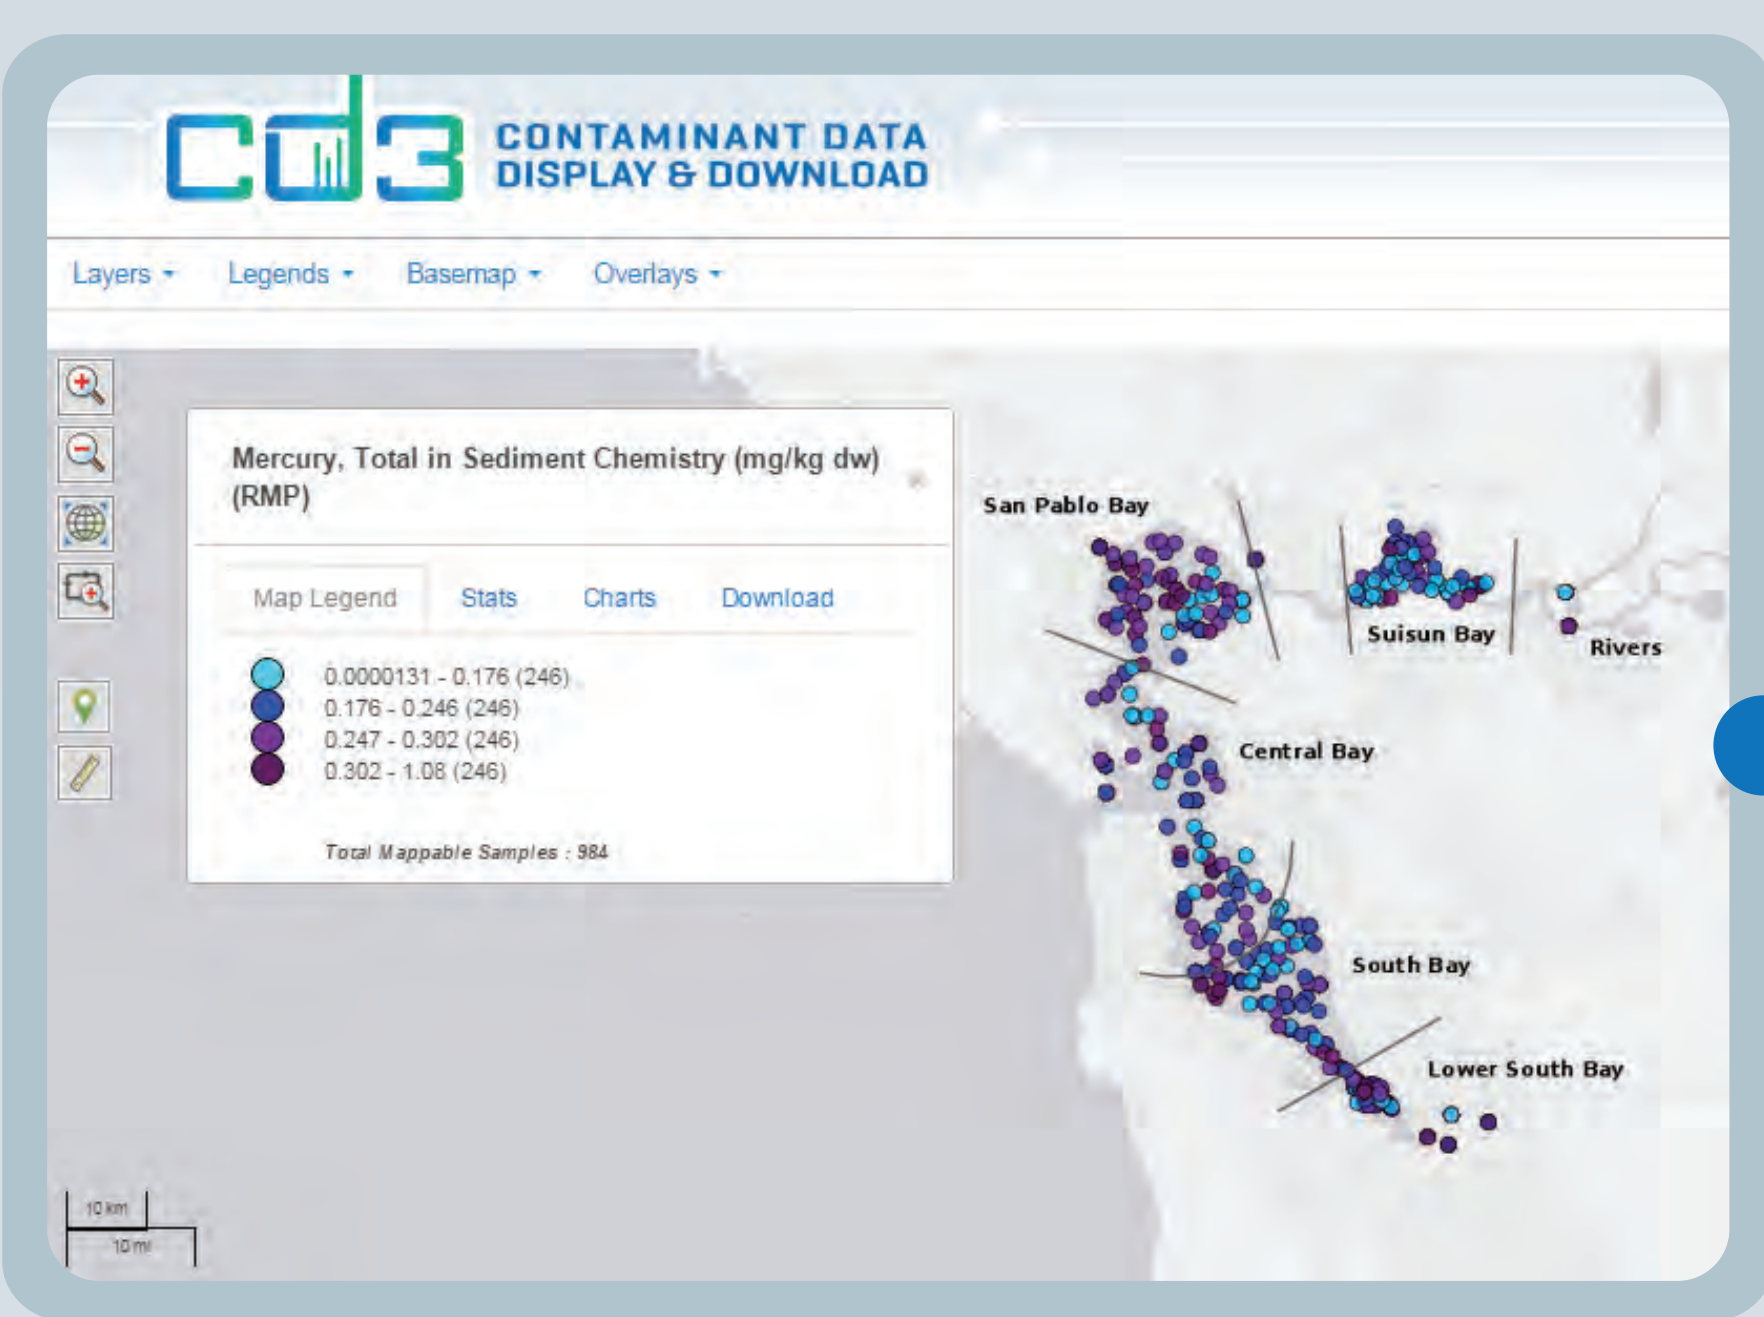 cd3
CONTAMINANT DATA
DISPLAY & DOWNLOAD
Layers
Legends
Basemap
Overlays
Mercury, Total in Sediment Chemistry (mg/kg dw)
(RMP)
Map Legend
Stats
Charts
Download
0.0000131 - 0.176 (246)
0.176 - 0.246 (246)
0.247 - 0.302 (246)
0.302 - 1.08 (246)
Total Mappable Samples : 984
San Pablo Bay
Suisun Bay
Rivers
Central Bay
South Bay
Lower South Bay
10 km
10 mi